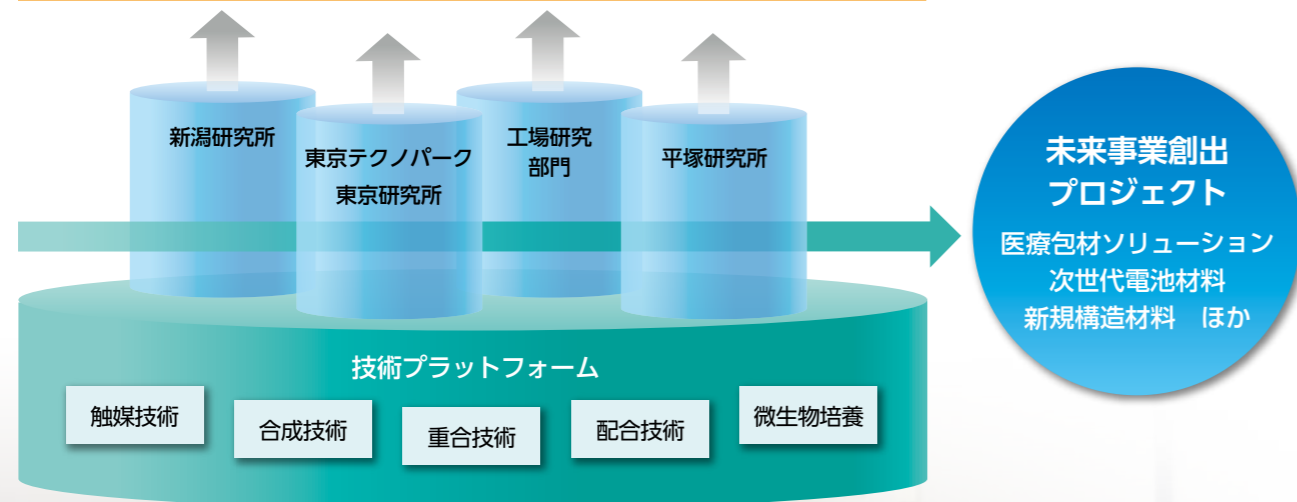 新潟研究所
東京テクノパーク
東京研究所
工場研究
部門
平塚研究所
未来事業創出
プロジェクト
医療包材ソリューション
次世代電池材料
新規構造材料　ほか
技術プラットフォーム
触媒技術
合成技術
重合技術
配合技術
微生物培養